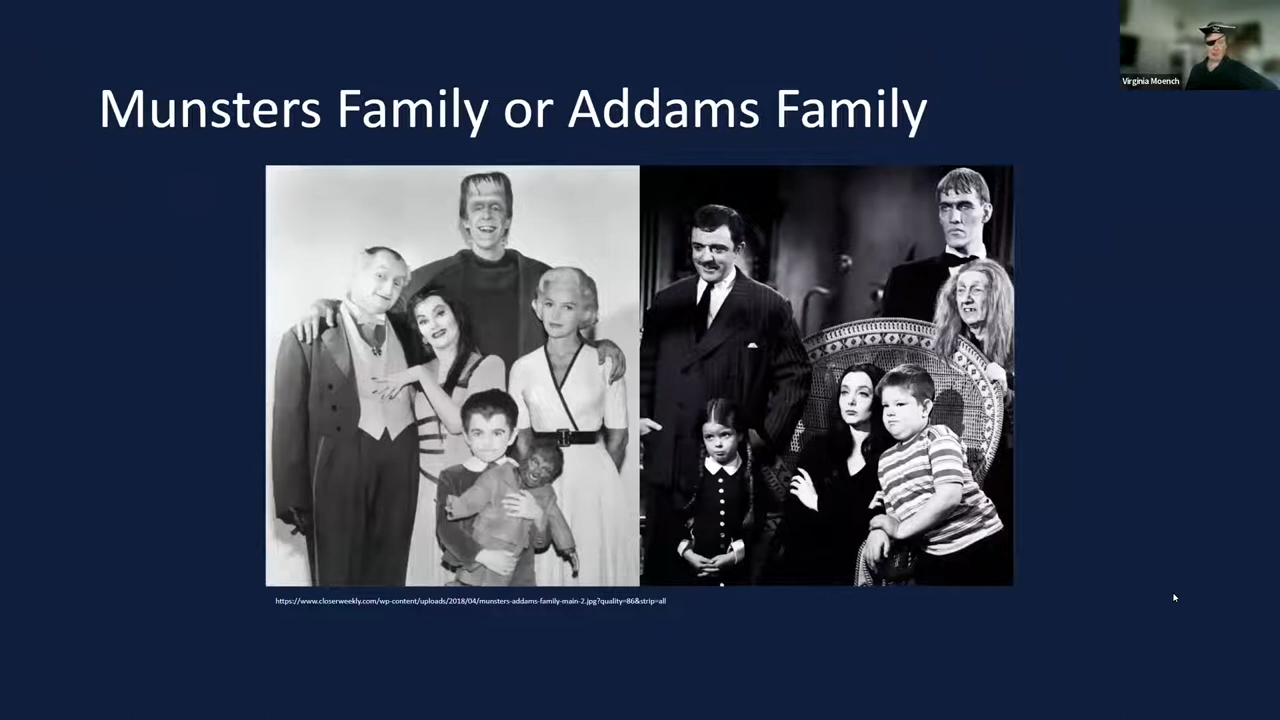 Munsters Family or Addams Family
Virginia Moench
https://www.closerweekly.com/wp-content/uploads/2018/04/munsters-addams-family-main-2.jpg?quality=86&strip=all